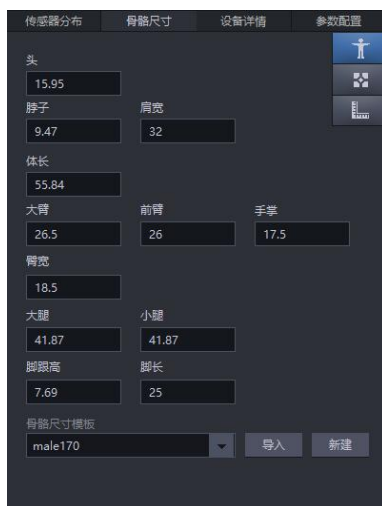 传感器分布 骨骼尺寸 设备详情 参数配置
头
15.95
脖子 肩宽
9.47 32
体长
55.84
大臂 前臂 手掌
26.5 26 17.5
臀宽
18.5
大腿 小腿
41.87 41.87
脚跟高 脚长
7.69 25
骨骼尺寸模板
male170 导入 新建